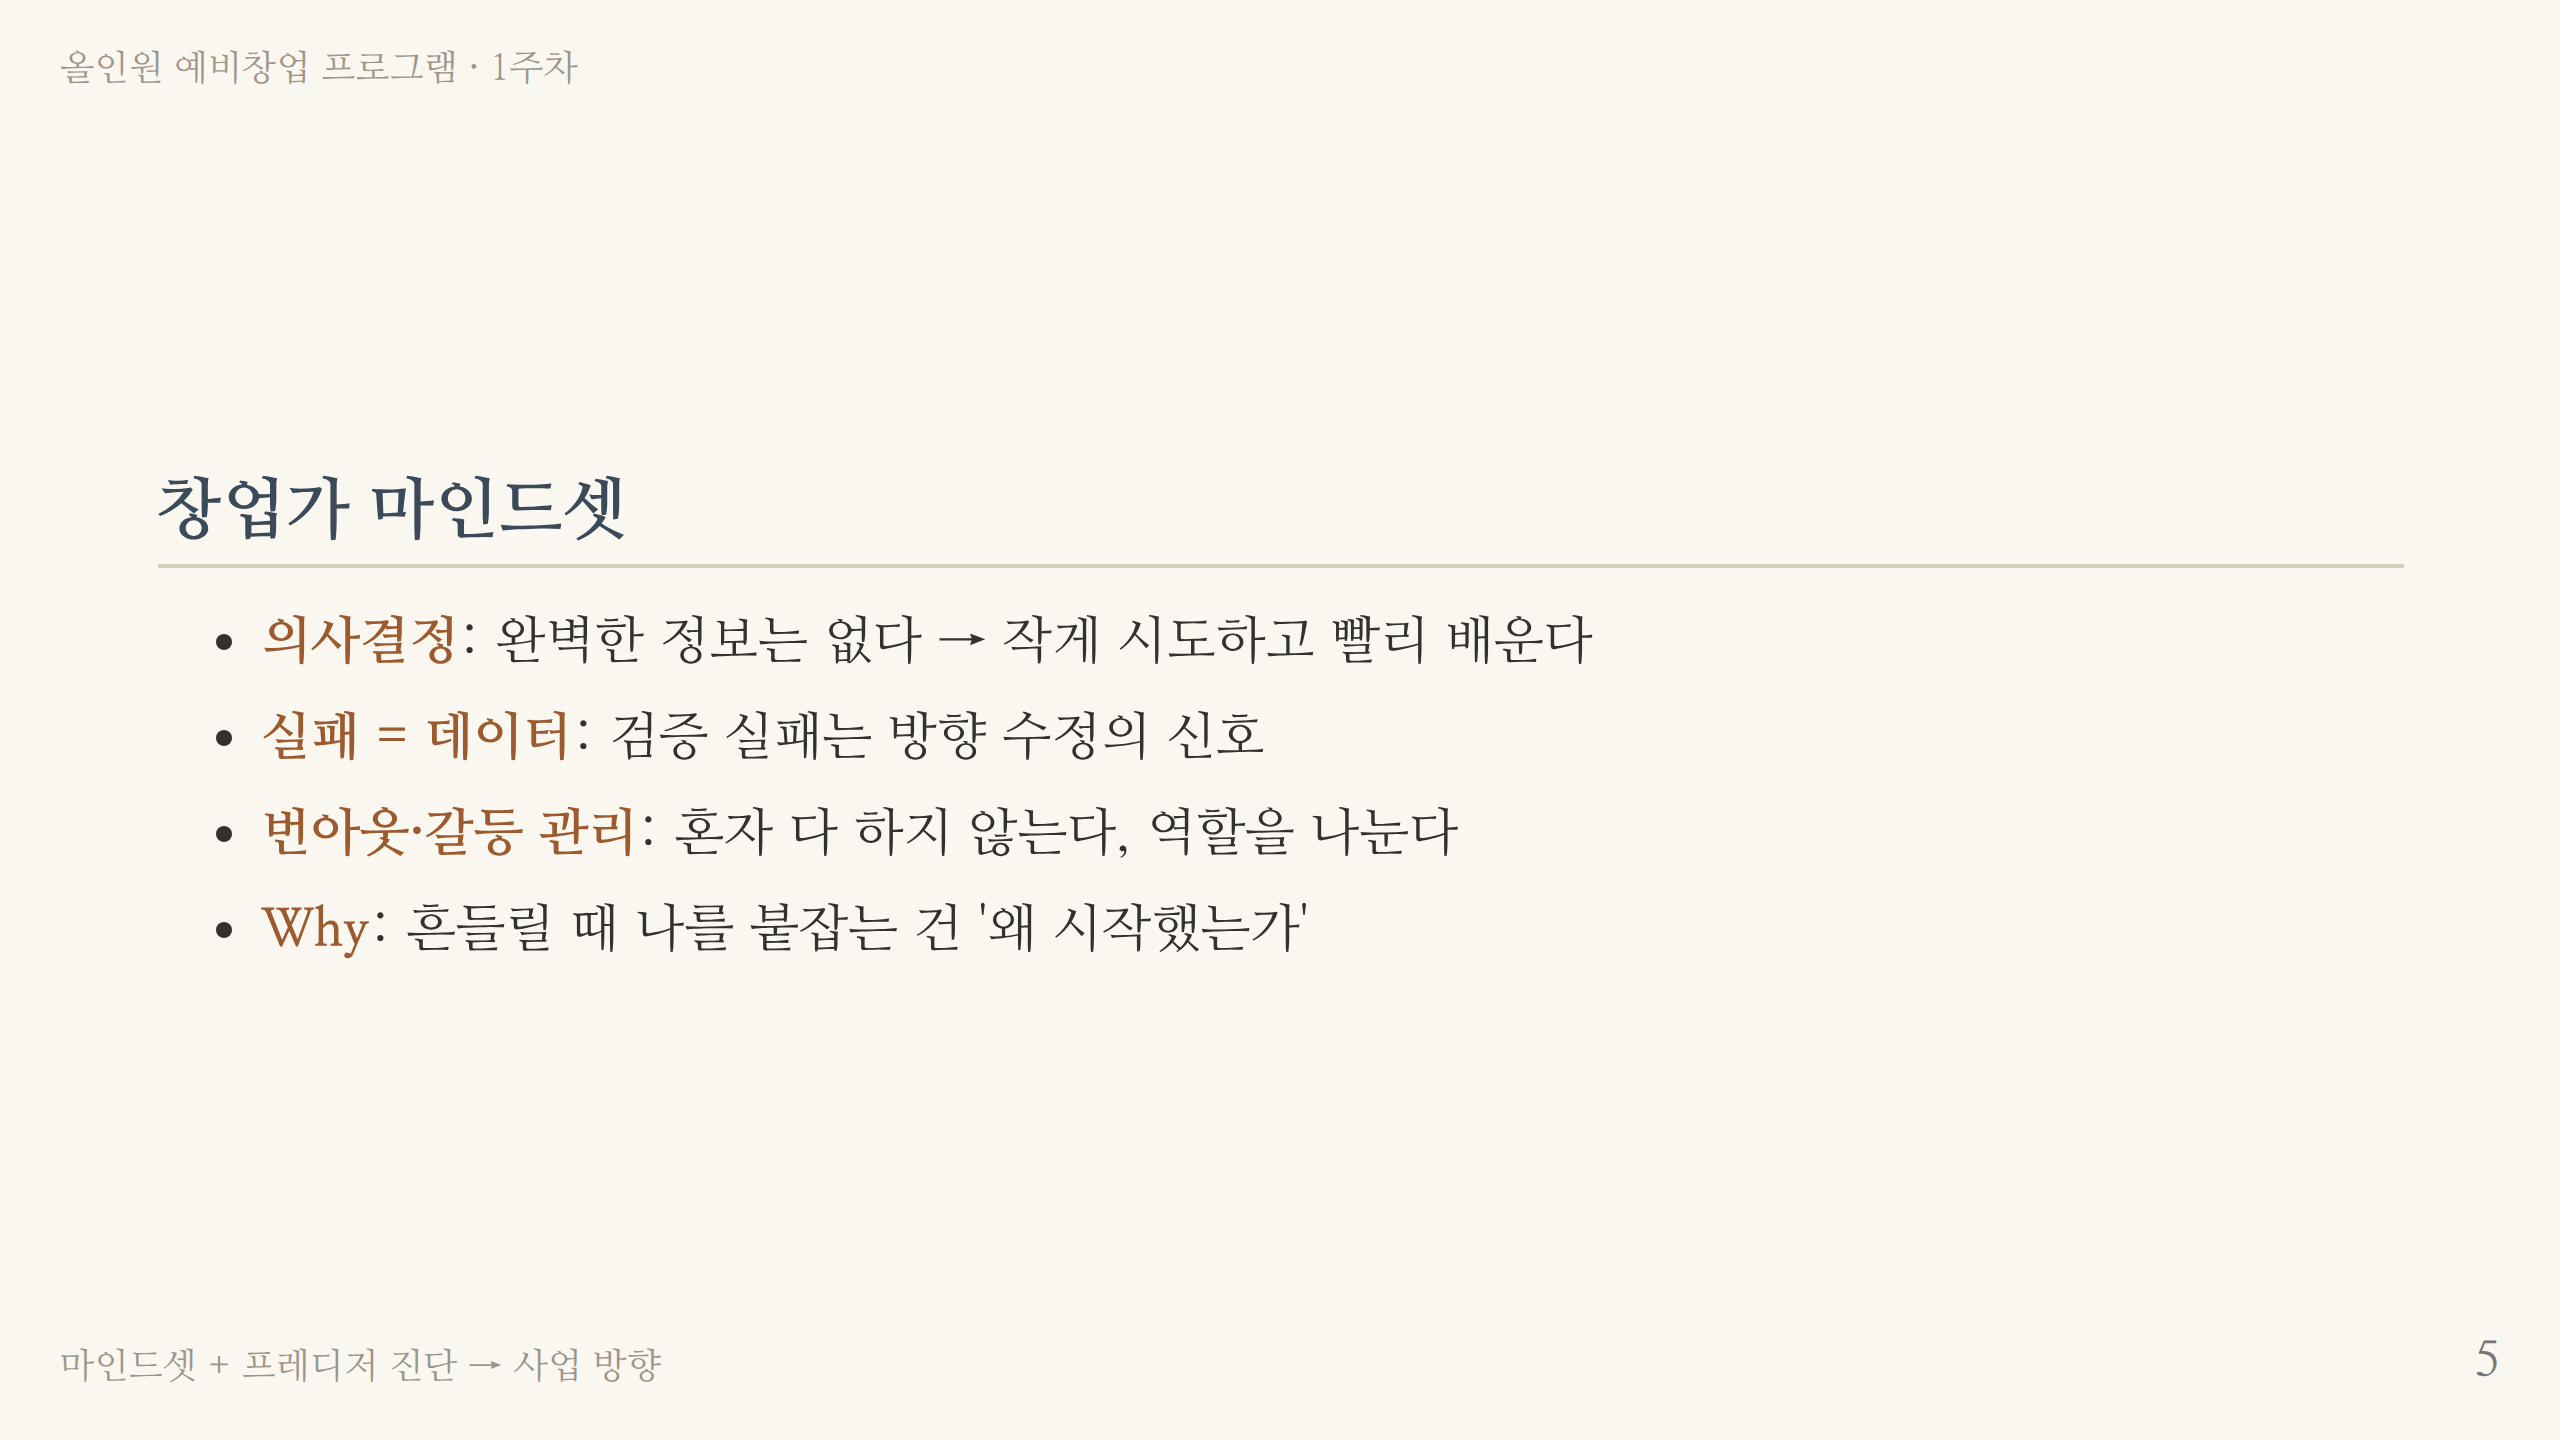 올인원 예비창업 프로그램 · 1주차
창업가 마인드셋
• 의사결정: 완벽한 정보는 없다 → 작게 시도하고 빨리 배운다
• 실패 = 데이터: 검증 실패는 방향 수정의 신호
• 번아웃·갈등 관리: 혼자 다 하지 않는다, 역할을 나눈다
• Why: 흔들릴 때 나를 붙잡는 건 '왜 시작했는가'
마인드셋 + 프레디저 진단 → 사업 방향
5